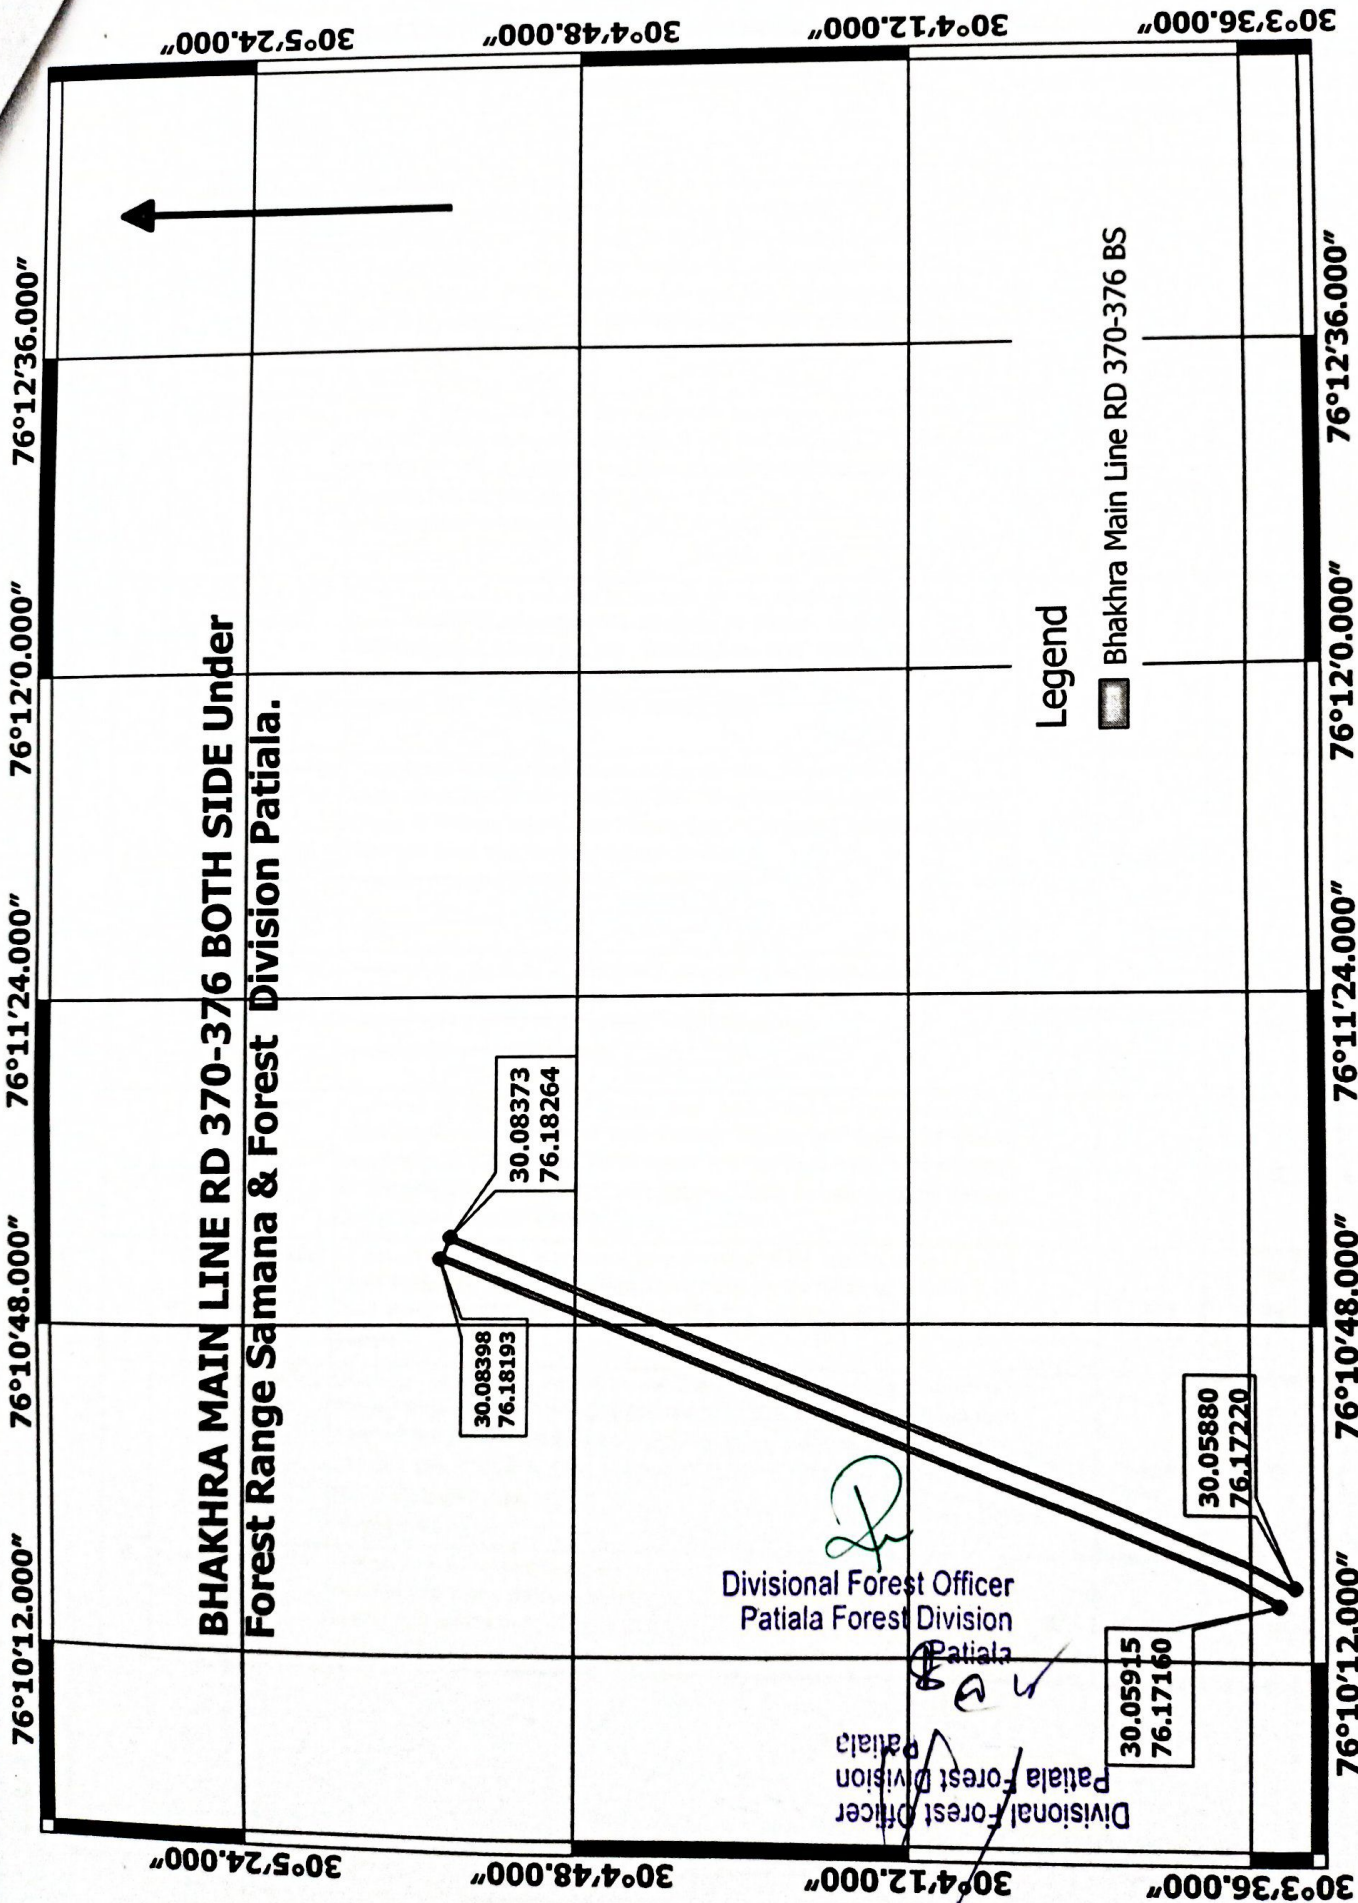 BHAKHRA MAIN LINE RD 370-376 BOTH SIDE Under
Forest Range Samana & Forest Division Patiala.
76°10'12.000"
76°10'48.000"
76°11'24.000"
76°12'0.000"
76°12'36.000"
30°5'24.000"
30°5'24.000"
30°4'48.000"
30°4'48.000"
30°4'12.000"
30°4'12.000"
30°3'36.000"
30°3'36.000"
30.08398
76.18193
30.08373
76.18264
30.05915
76.17160
30.05880
76.17220
Legend
Bhakhra Main Line RD 370-376 BS
Divisional Forest Officer
Patiala Forest Division
Patiala
Divisional Forest Officer
Patiala Forest Division
Patiala
76°10'12.000"
76°10'48.000"
76°11'24.000"
76°12'0.000"
76°12'36.000"